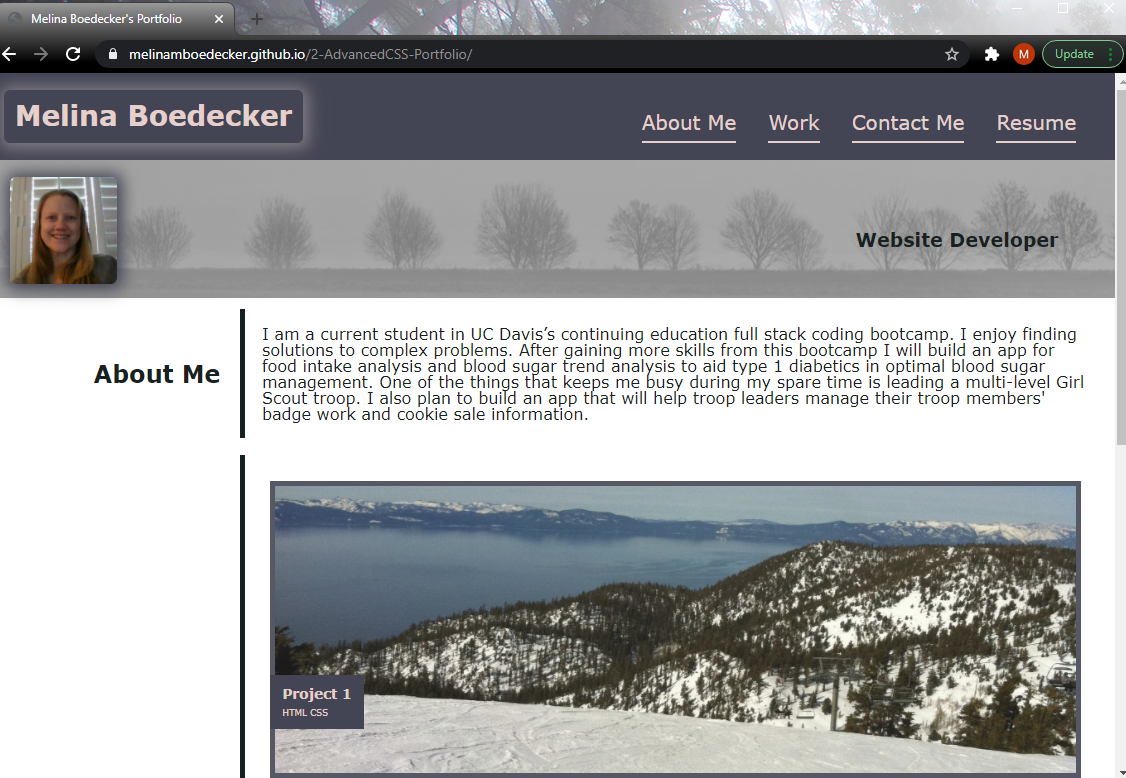 Melina Boedecker's Portfolio
melinamboedecker.github.io/2-AdvancedCSS-Portfolio/
M
Update
Melina Boedecker
About Me Work Contact Me Resume
Website Developer
About Me
I am a current student in UC Davis’s continuing education full stack coding bootcamp. I enjoy finding
solutions to complex problems. After gaining more skills from this bootcamp I will build an app for
food intake analysis and blood sugar trend analysis to aid type 1 diabetics in optimal blood sugar
management. One of the things that keeps me busy during my spare time is leading a multi-level Girl
Scout troop. I also plan to build an app that will help troop leaders manage their troop members'
badge work and cookie sale information.
Project 1
HTML CSS